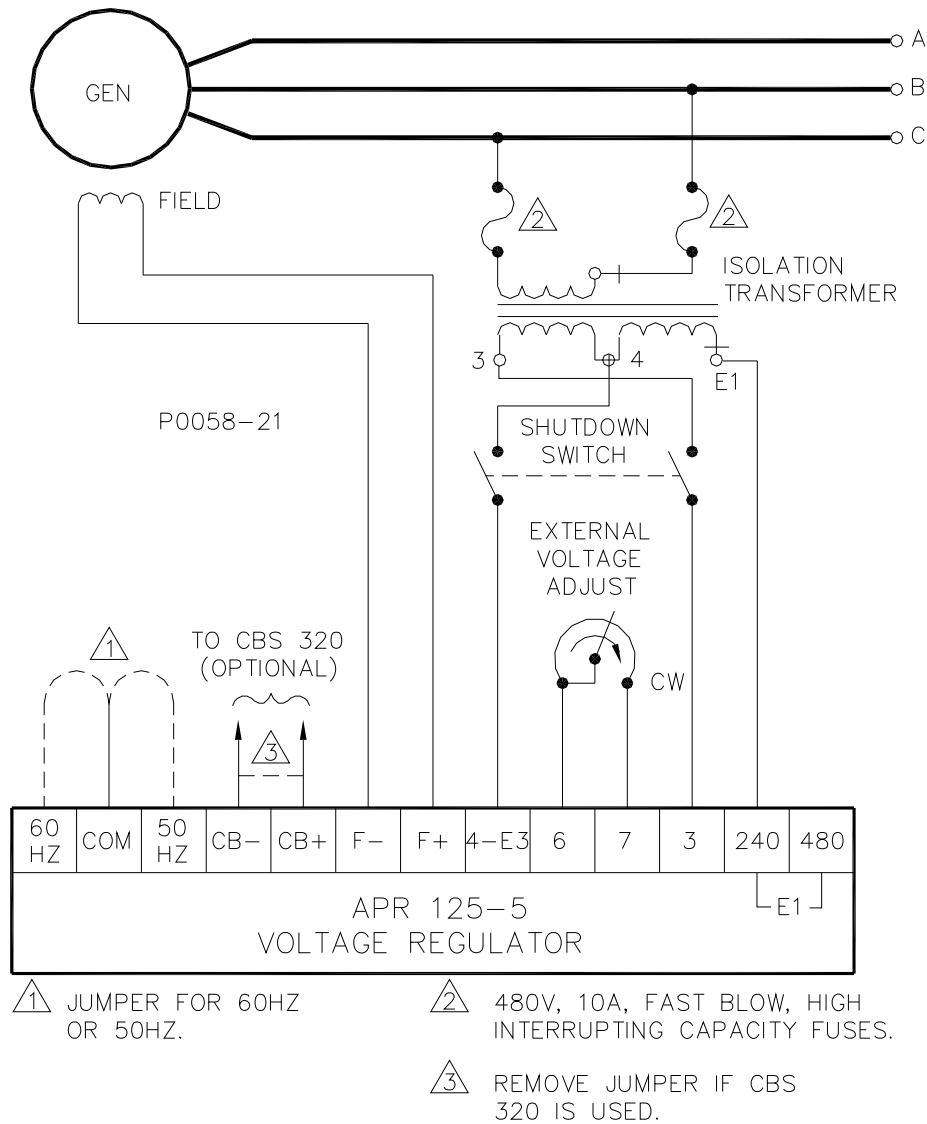 GEN
A
B
C
FIELD
2
2
ISOLATION
TRANSFORMER
3
4
E1
P0058-21
SHUTDOWN
SWITCH
EXTERNAL
VOLTAGE
ADJUST
CW
1
TO CBS 320
(OPTIONAL)
3
60
HZ
COM
50
HZ
CB-
CB+
F-
F+
4-E3
6
7
3
240
480
E1
APR 125-5
VOLTAGE REGULATOR
1 JUMPER FOR 60HZ
OR 50HZ.
2 480V, 10A, FAST BLOW, HIGH
INTERRUPTING CAPACITY FUSES.
3 REMOVE JUMPER IF CBS
320 IS USED.